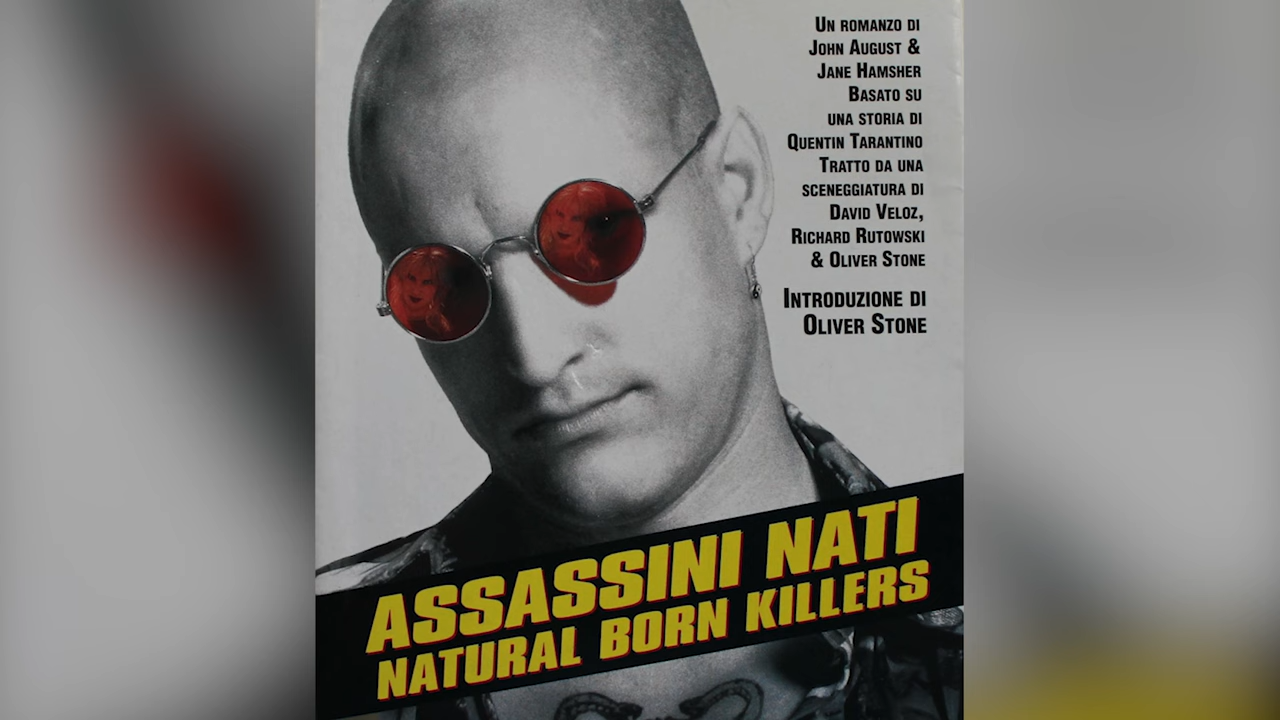 Un romanzo di
John August &
Jane Hamsher
Basato su
una storia di
Quentin Tarantino
Tratto da una
sceneggiatura di
David Veloz,
Richard Rutowski
& Oliver Stone
Introduzione di
Oliver Stone
ASSASSINI NATI
NATURAL BORN KILLERS